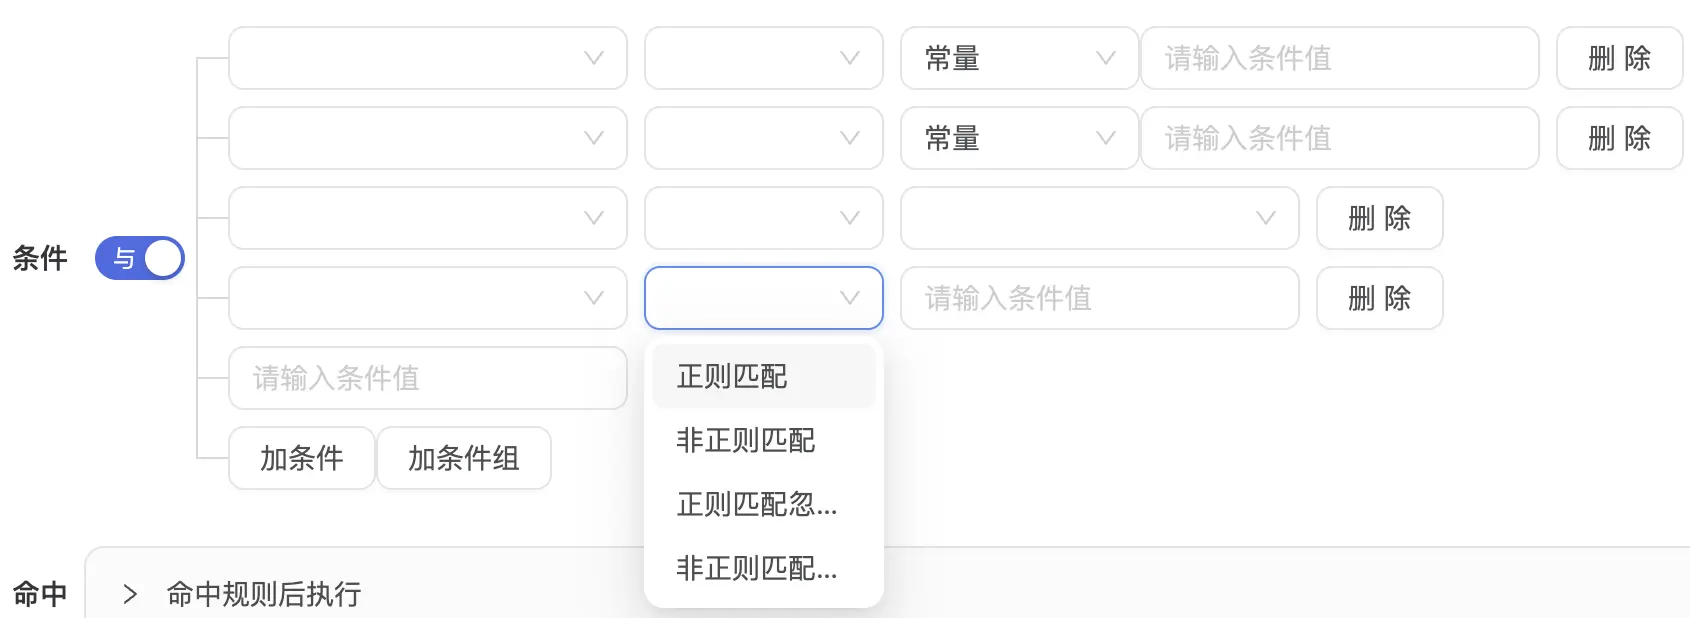 常量 请输入条件值 删 除
常量 请输入条件值 删 除
删 除
条件 与
请输入条件值 删 除
正则匹配
请输入条件值
非正则匹配
加条件 加条件组
正则匹配忽...
非正则匹配...
命中 > 命中规则后执行